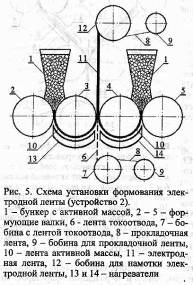 12
8
9
1
11
1
2
3
4
5
10
13
10
14
6
8
7
9
Рис. 5. Схема установки формования элек-
тродной ленты (устройство 2).
1 – бункер с активной массой, 2 – 5 – фор-
мующие валки, 6 - лента токоотвода, 7 – бо-
бина с лентой токоотвода, 8 – прокладочная
лента, 9 – бобина для прокладочной ленты,
10 – лента активной массы, 11 – электрод-
ная лента, 12 – бобина для намотки элек-
тродной ленты, 13 и 14 - нагреватели